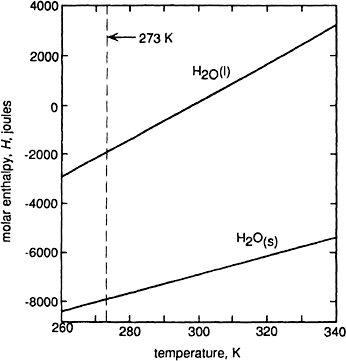 4000
2000
0
-2000
-4000
-6000
-8000
molar enthalpy, H, joules
273 K
H2O(l)
H2O(s)
260
280
300
320
340
temperature, K